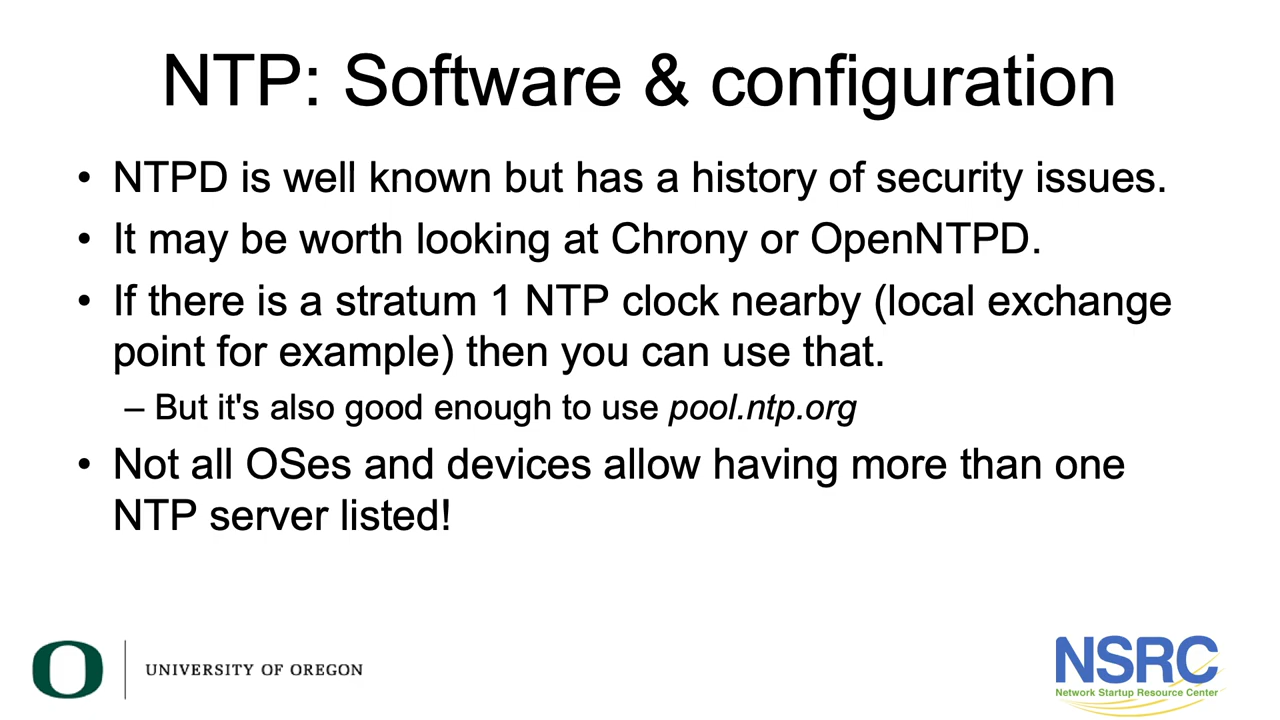 NTP: Software & configuration
• NTPD is well known but has a history of security issues.
• It may be worth looking at Chrony or OpenNTPD.
• If there is a stratum 1 NTP clock nearby (local exchange
point for example) then you can use that.
– But it's also good enough to use pool.ntp.org
• Not all OSes and devices allow having more than one
NTP server listed!
O
UNIVERSITY OF OREGON
NSRC
Network Startup Resource Center